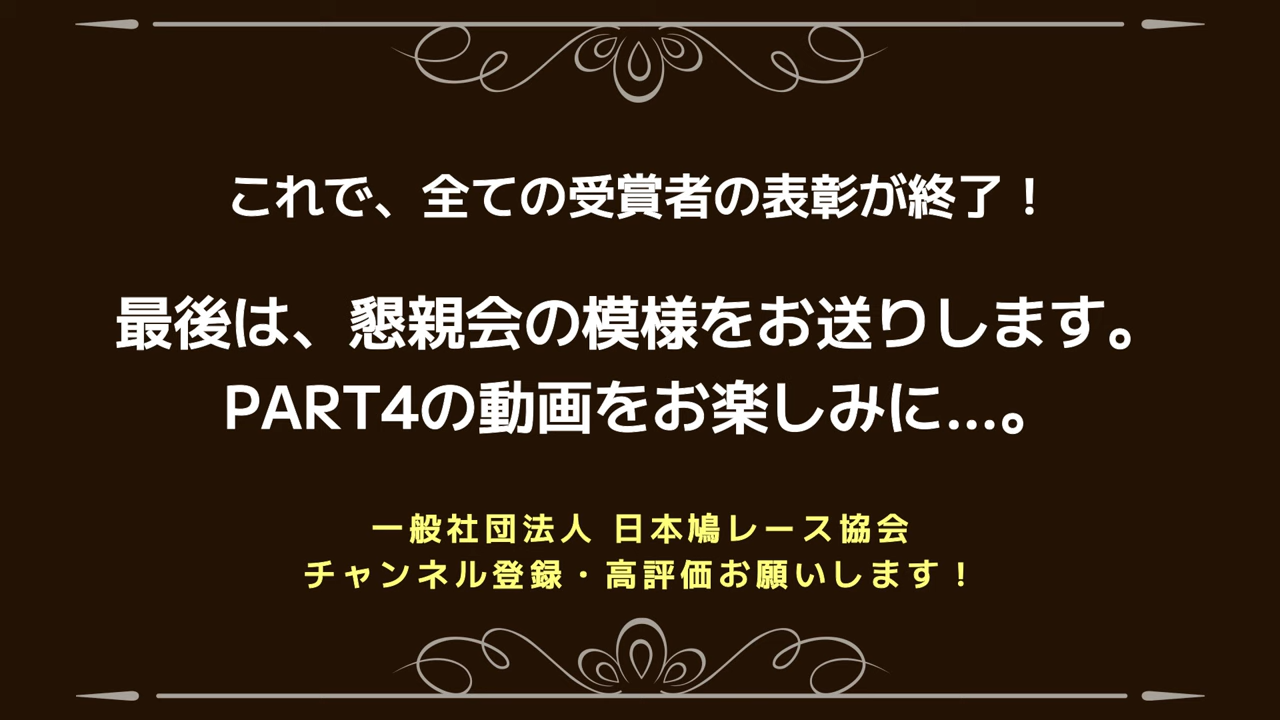 これで、全ての受賞者の表彰が終了！
最後は、懇親会の模様をお送りします。
PART4の動画をお楽しみに...。
一般社団法人 日本鳩レース協会
チャンネル登録・高評価お願いします！